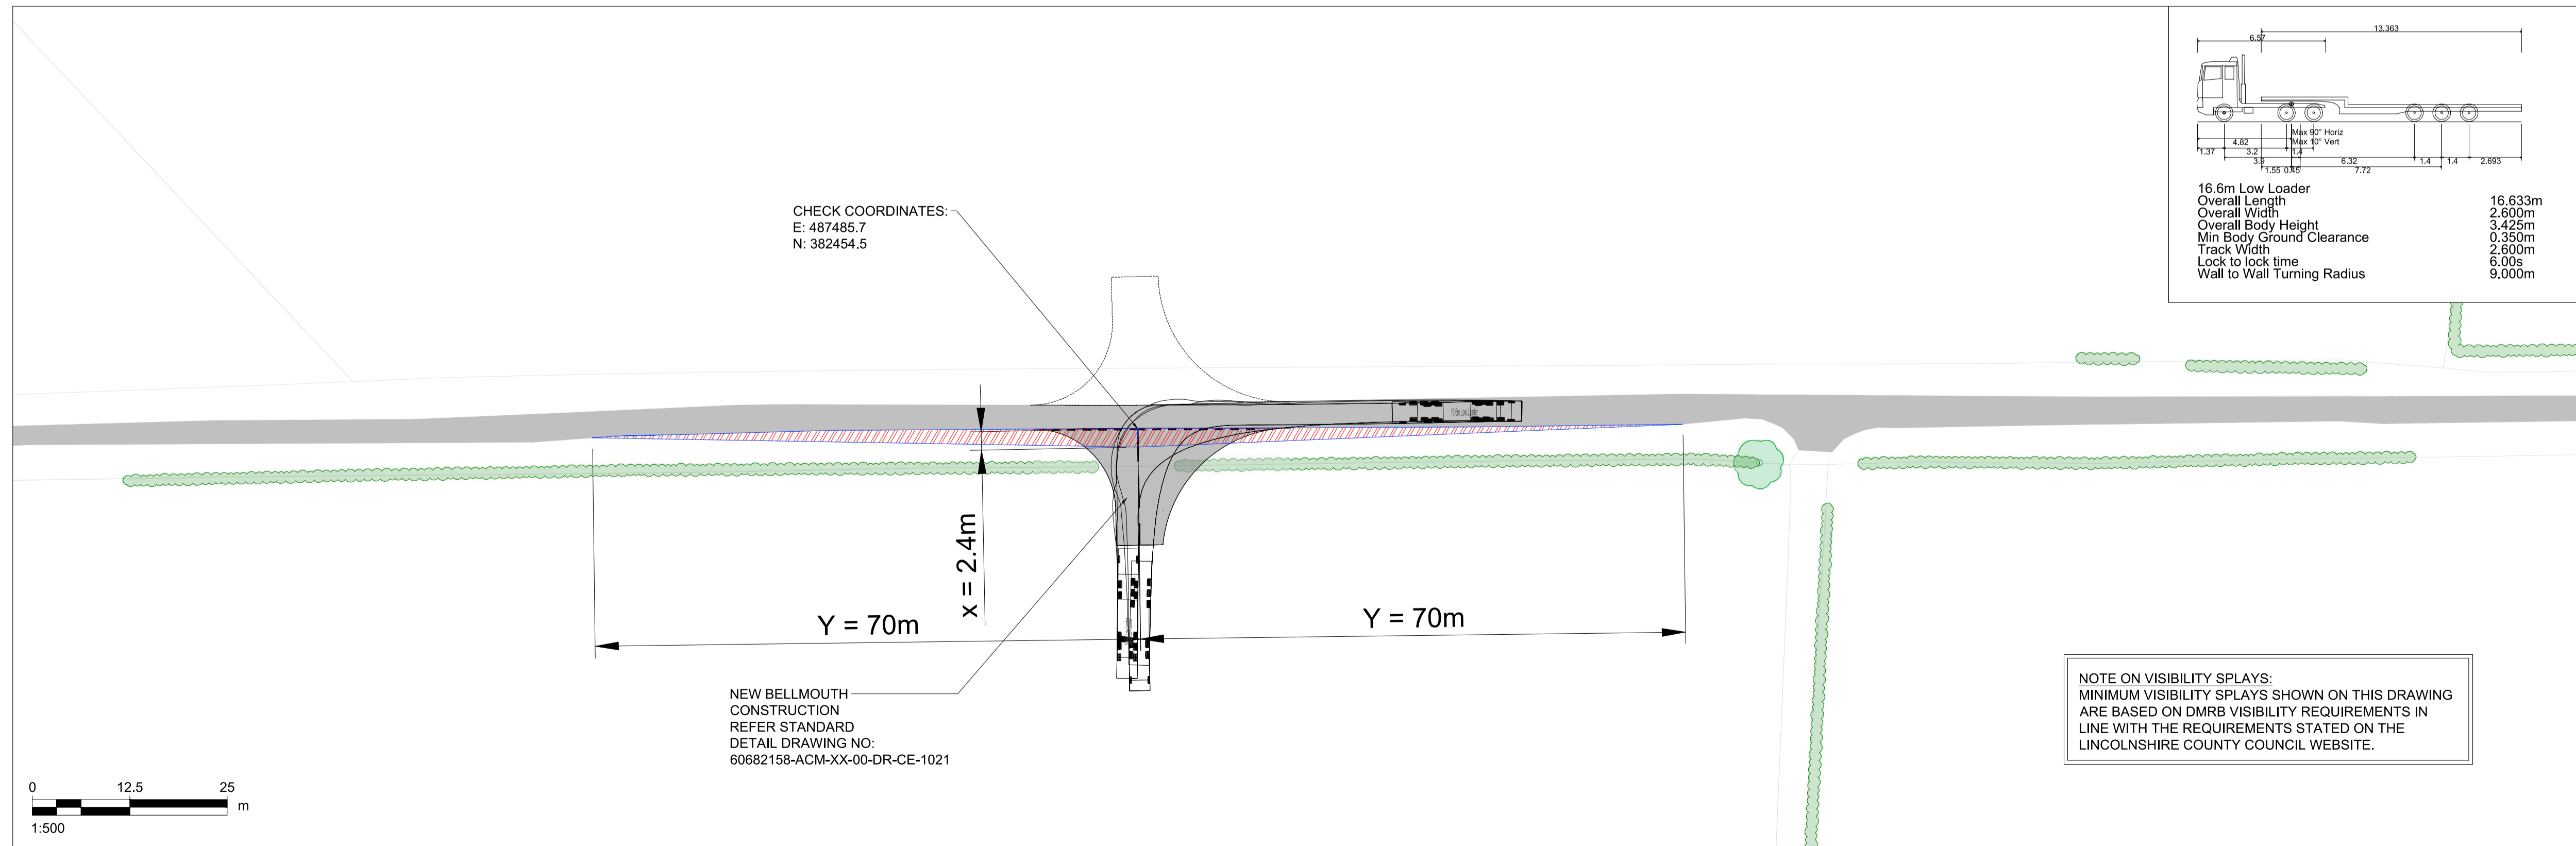 13.363
6.57
Max 90° Horiz
Max 10° Vert
4.82
1.37
3.2
1.4
3.9
6.32
1.4
1.4
2.693
1.55
0.45
7.72
16.6m Low Loader
Overall Length 16.633m
Overall Width 2.600m
Overall Body Height 3.425m
Min Body Ground Clearance 0.350m
Track Width 2.600m
Lock to lock time 6.00s
Wall to Wall Turning Radius 9.000m
CHECK COORDINATES:
E: 487485.7
N: 382454.5
16.6m Low Loader
x = 2.4m
Y = 70m
Y = 70m
NEW BELLMOUTH
CONSTRUCTION
REFER STANDARD
DETAIL DRAWING NO:
60682158-ACM-XX-00-DR-CE-1021
NOTE ON VISIBILITY SPLAYS:
MINIMUM VISIBILITY SPLAYS SHOWN ON THIS DRAWING
ARE BASED ON DMRB VISIBILITY REQUIREMENTS IN
LINE WITH THE REQUIREMENTS STATED ON THE
LINCOLNSHIRE COUNTY COUNCIL WEBSITE.
0 12.5 25
m
1:500